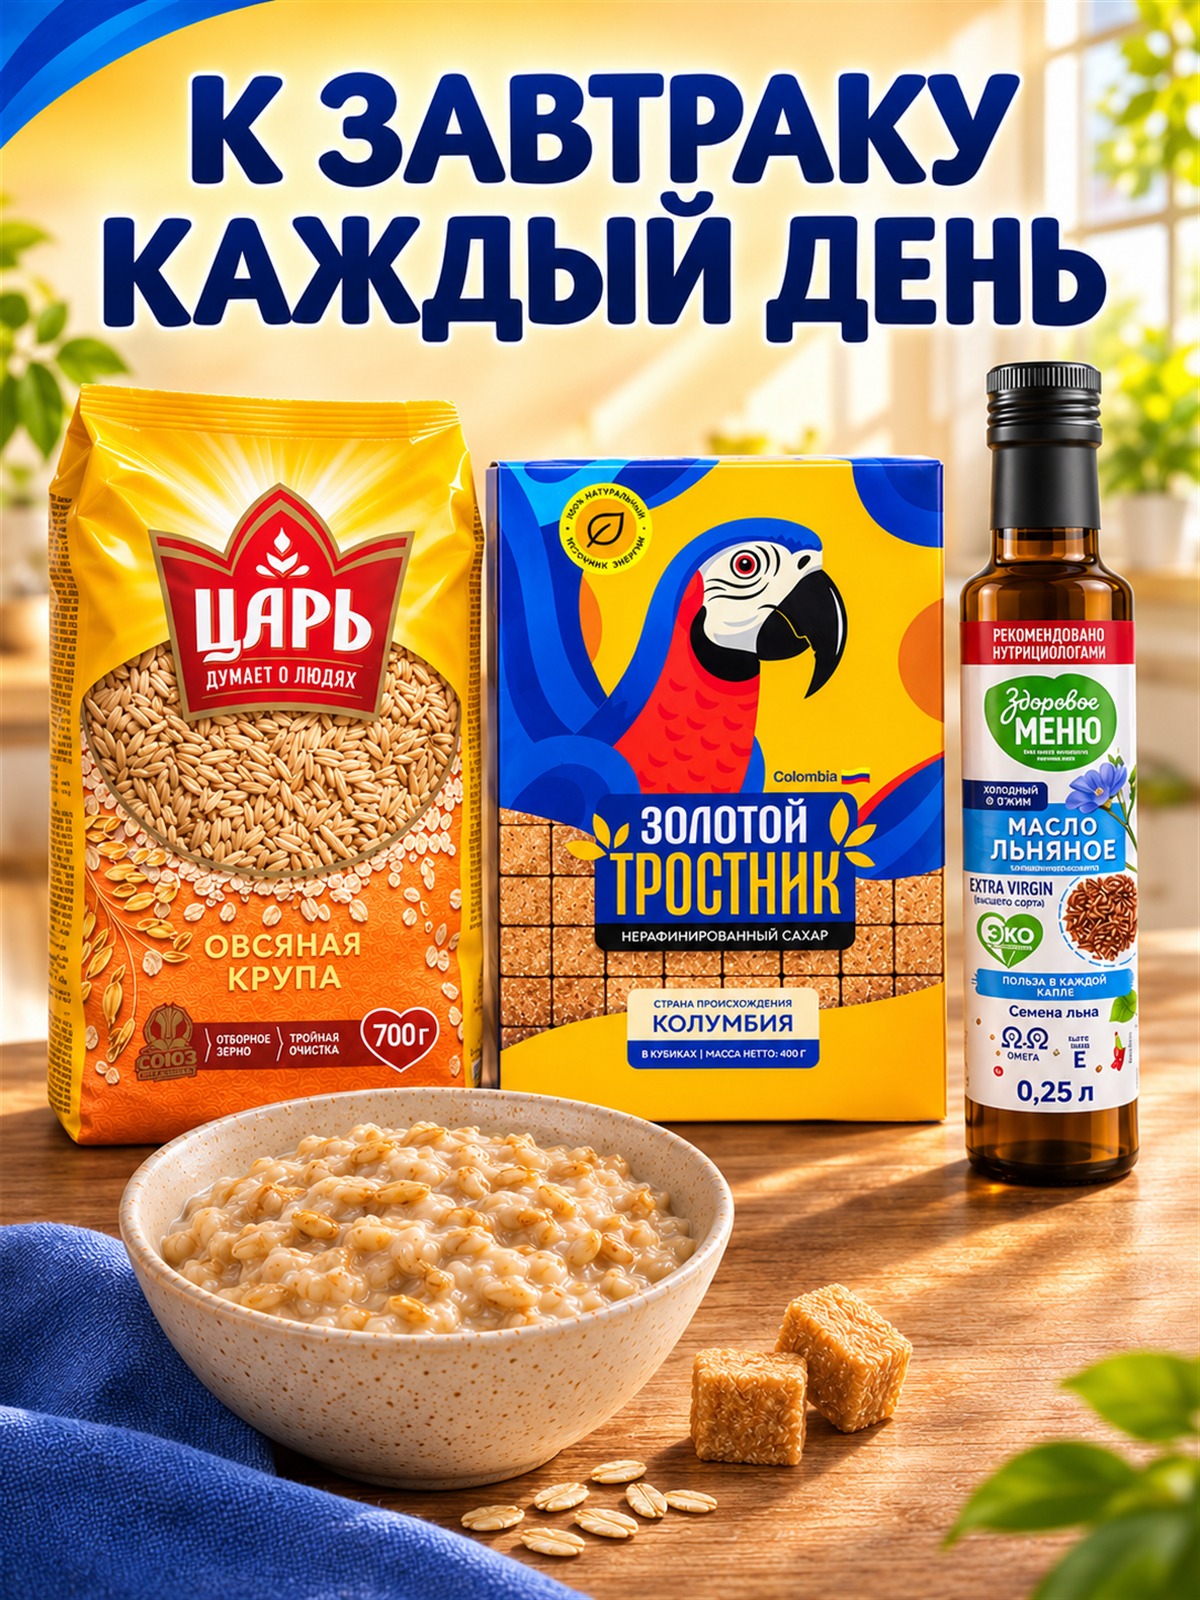 К ЗАВТРАКУ
КАЖДЫЙ ДЕНЬ
ЦАРЬ
ДУМАЕТ О ЛЮДЯХ
ОВСЯНАЯ
КРУПА
СОЮЗ
ОТБОРНОЕ
ЗЕРНО
ТРОЙНАЯ
ОЧИСТКА
700 г
100% НАТУРАЛЬНЫЙ
ЭНЕРГИИ
Colombia
ЗОЛОТОЙ
ТРОСТНИК
НЕРАФИНИРОВАННЫЙ САХАР
СТРАНА ПРОИСХОЖДЕНИЯ
КОЛУМБИЯ
В КУБИКАХ | МАССА НЕТТО: 400 Г
РЕКОМЕНДОВАНО
НУТРИЦИОЛОГАМИ
Здоровое
МЕНЮ
ХОЛОДНЫЙ
ОТЖИМ
МАСЛО
ЛЬНЯНОЕ
EXTRA VIRGIN
(высшего сорта)
ЭКО
ПОЛЬЗА В КАЖДОЙ
КАПЛЕ
Семена льна
Ω-Ω
ОМЕГА
E
0,25 л